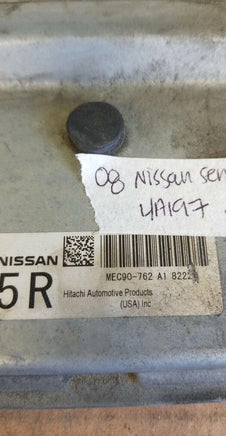 08 Nissan Sen
4A197
NISSAN
5R
MEC90-762 A1 8222
Hitachi Automotive Products
(USA) Inc.